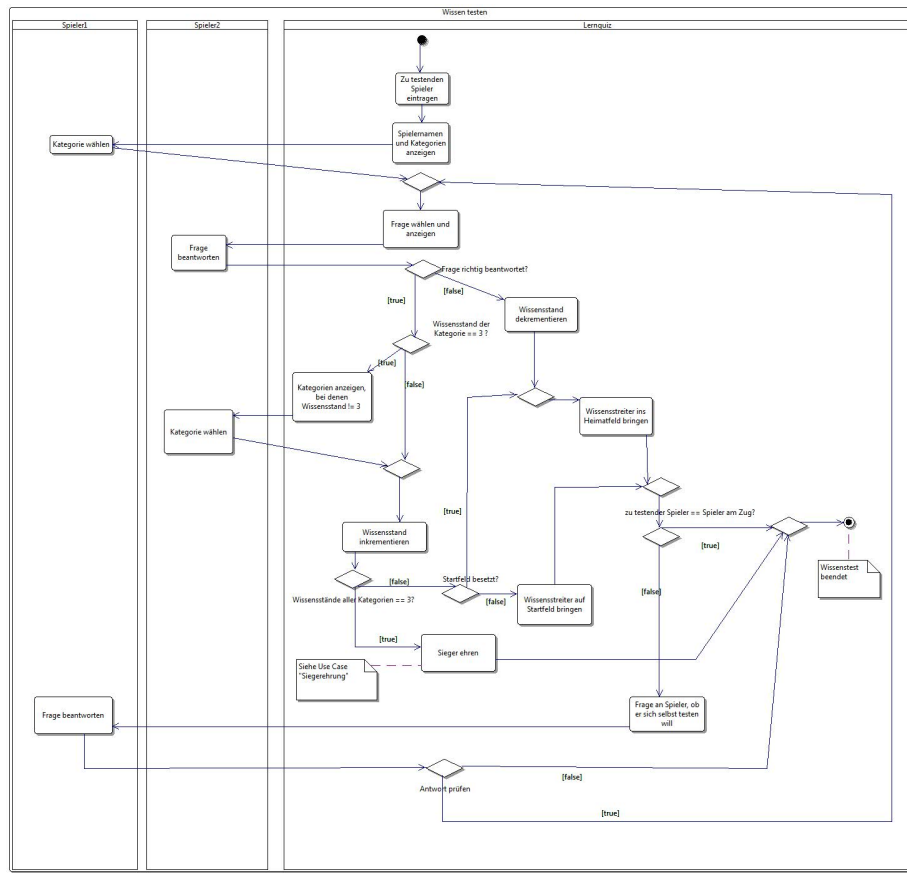 Wissen testen
Spieler1
Spieler2
Lernquiz
Zu testenden
Spieler
eintragen
Spielernamen
und Kategorien
anzeigen
Kategorie wählen
Frage wählen und
anzeigen
Frage
beantworten
Frage richtig beantwortet?
[true]
[false]
Wissensstand
dekrementieren
Wissensstand der
Kategorie == 3 ?
[true]
[false]
Kategorien anzeigen,
bei denen
Wissensstand != 3
Kategorie wählen
Wissensstreiter ins
Heimatfeld bringen
zu testender Spieler == Spieler am Zug?
[true]
[true]
[false]
Wissensstand
inkrementieren
Wissenstest
beendet
Startfeld besetzt?
[false]
[false]
Wissensstände aller Kategorien == 3?
Wissensstreiter auf
Startfeld bringen
[true]
Sieger ehren
Siehe Use Case
"Siegerehrung"
Frage beantworten
Frage an Spieler, ob
er sich selbst testen
will
[false]
Antwort prüfen
[true]